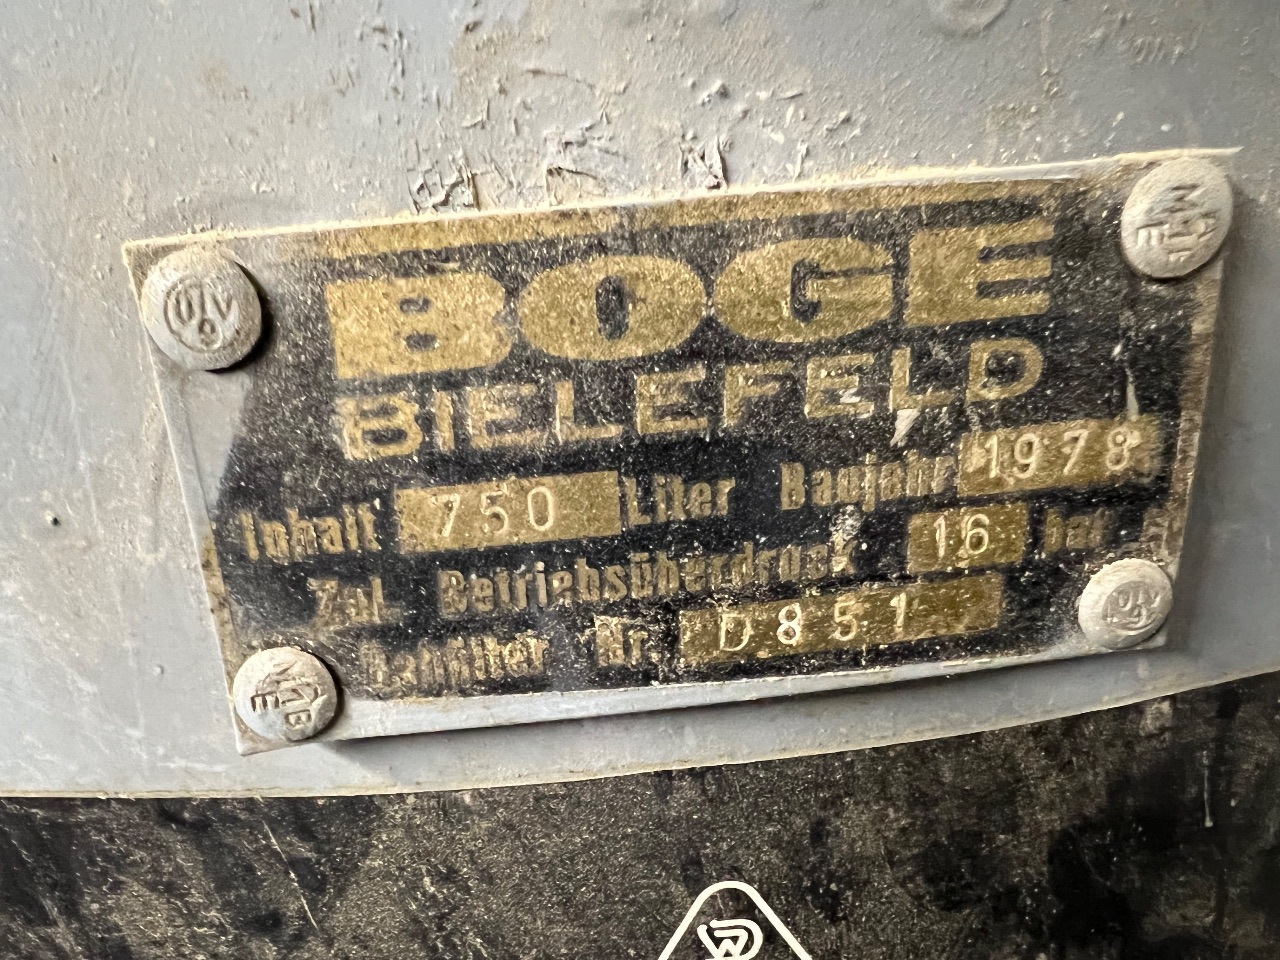 BOGE
BIELEFELD
Inhalt 750 Liter Baujahr 1978
Zul. Betriebsüberdruck 16 bar
Nr. D851